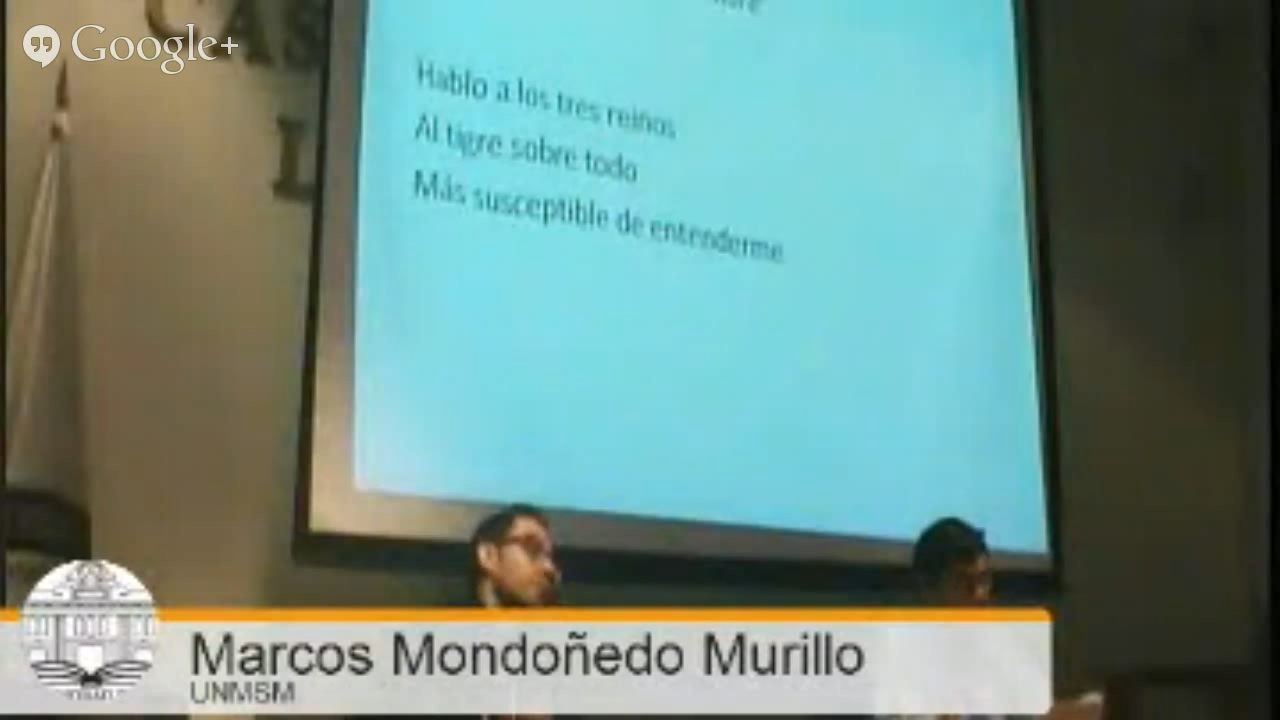 Google+
Hablo a los tres reinos
Al tigre sobre todo
Más susceptible de entenderme
Marcos Mondoñedo Murillo
UNMSM